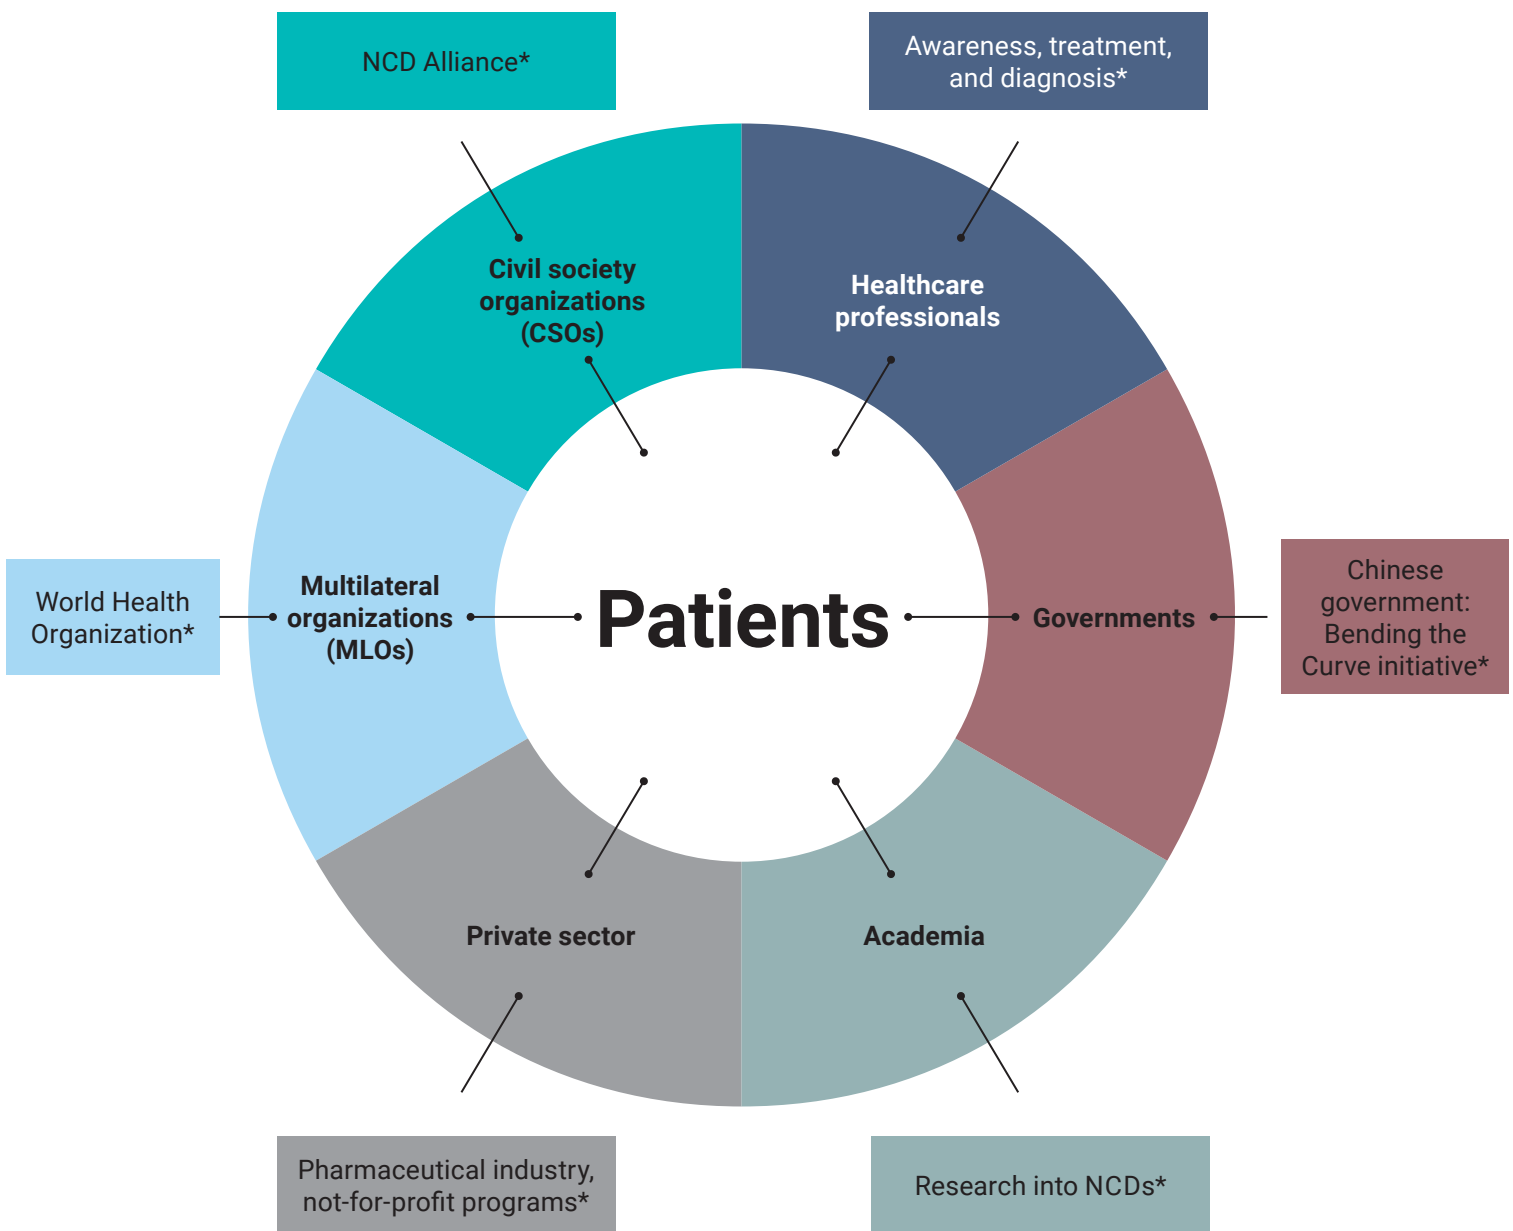 NCD Alliance*
Awareness, treatment,
and diagnosis*
Civil society
organizations
(CSOs)
Healthcare
professionals
World Health
Organization*
Multilateral
organizations
(MLOs)
Patients
Governments
Chinese
government:
Bending the
Curve initiative*
Private sector
Academia
Pharmaceutical industry,
not-for-profit programs*
Research into NCDs*